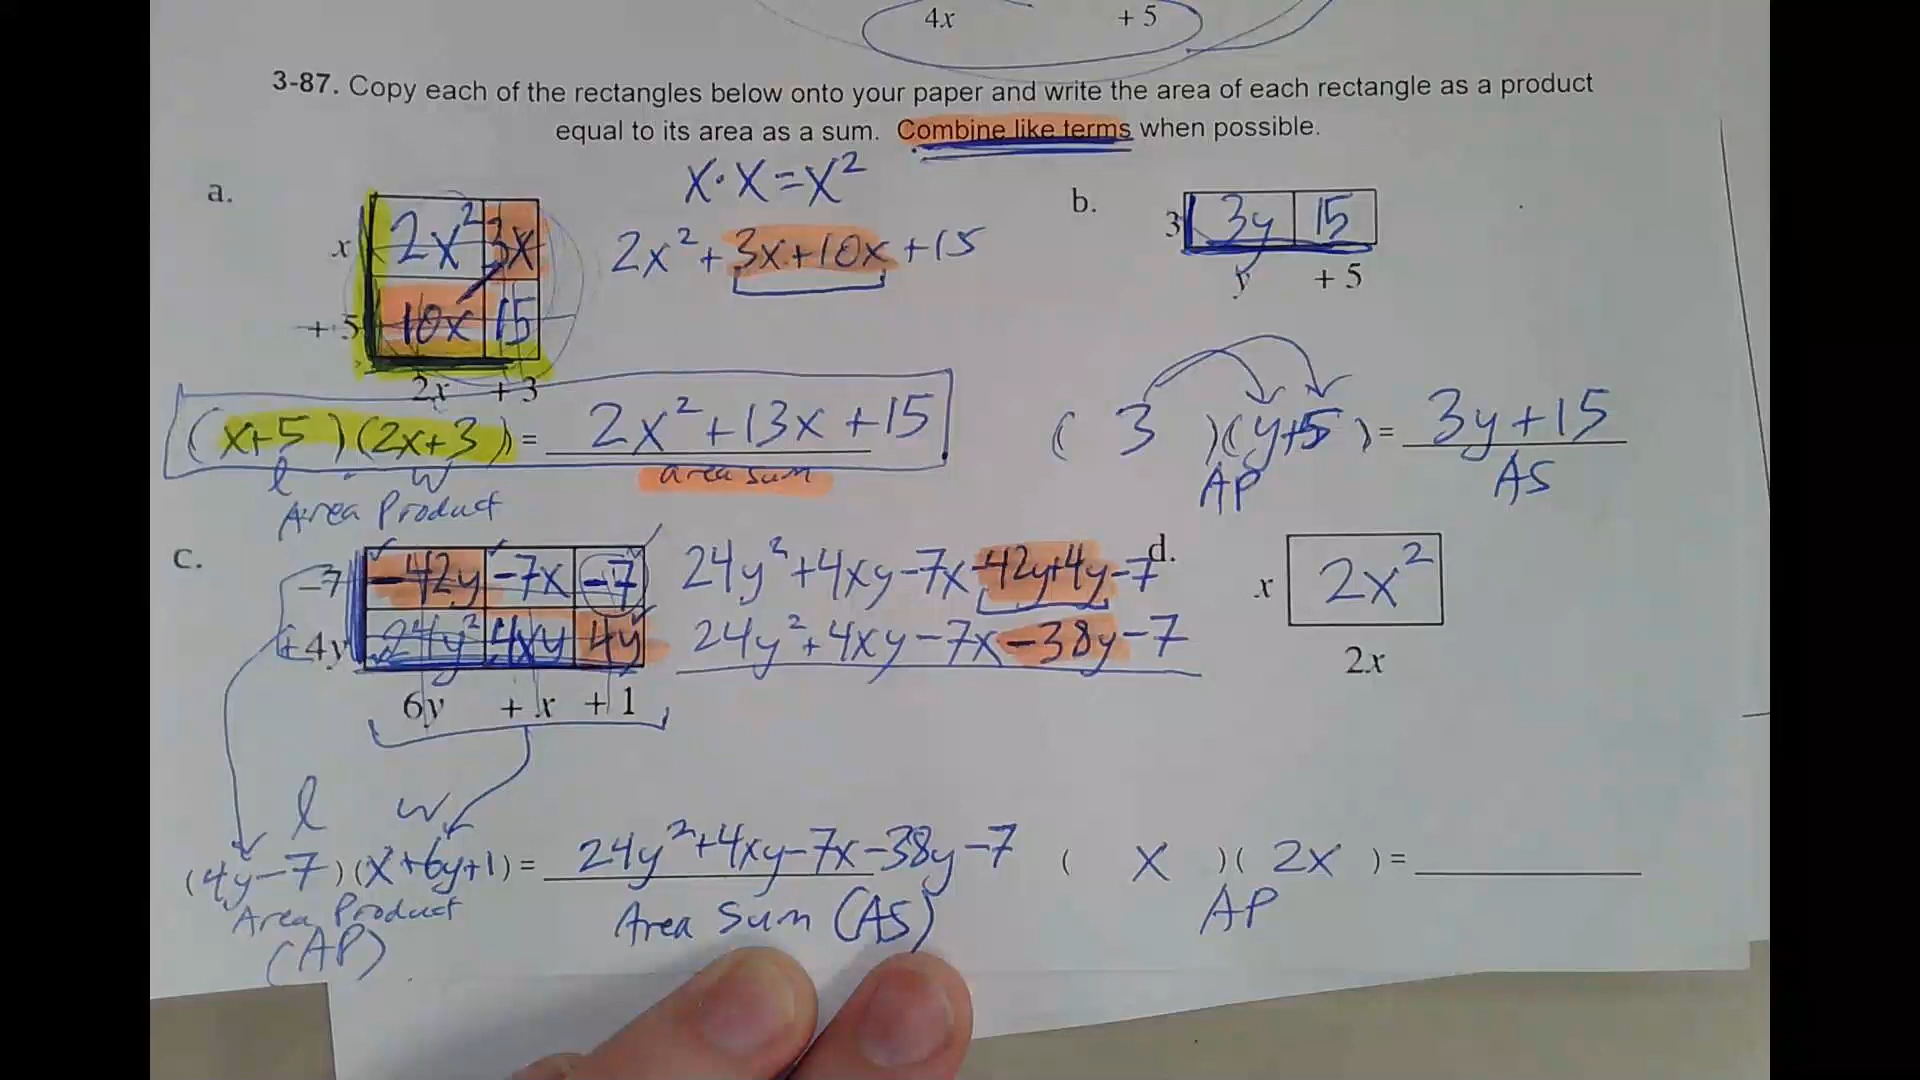 4x + 5
3-87. Copy each of the rectangles below onto your paper and write the area of each rectangle as a product
equal to its area as a sum. Combine like terms when possible.
x·x=x²
a.
x 2x² 3x
+ 5 10x 15
2x + 3
2x² + 3x+10x +15
(x+5)(2x+3) = 2x² +13x +15
l w area sum
Area Product
b.
3 3y 15
y + 5
( 3 )(y+5) = 3y+15
AP AS
c.
-7 -42y -7x -7
+4y 24y² 4xy 4y
6y + x + 1
24y²+4xy-7x-42y+4y-7
24y²+4xy-7x-38y-7
l w
(4y-7)(x+6y+1) = 24y²+4xy-7x-38y-7
Area Product Area Sum (AS)
(AP)
d.
x 2x²
2x
( x )( 2x ) =
AP